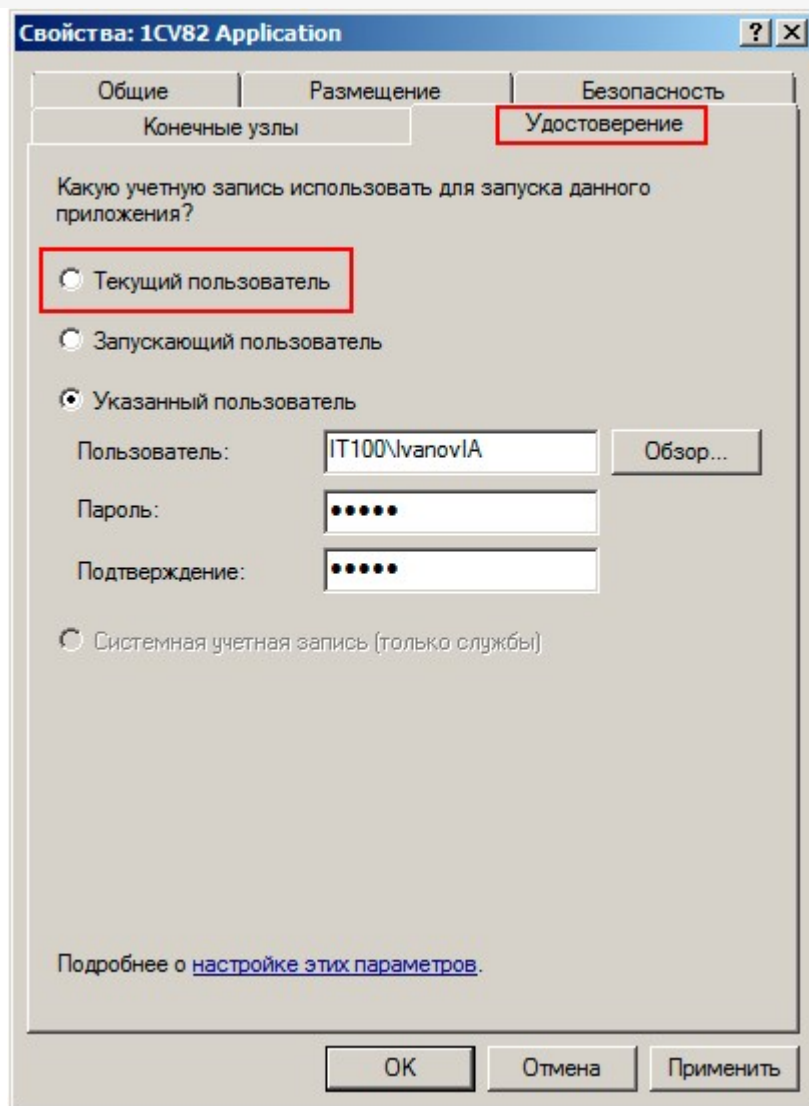 Свойства: 1CV82 Application
Общие Размещение Безопасность
Конечные узлы Удостоверение
Какую учетную запись использовать для запуска данного
приложения?
Текущий пользователь
Запускающий пользователь
Указанный пользователь
Пользователь: IT100\IvanovIA Обзор...
Пароль: •••••
Подтверждение: •••••
Системная учетная запись (только службы)
Подробнее о настройке этих параметров.
OK Отмена Применить